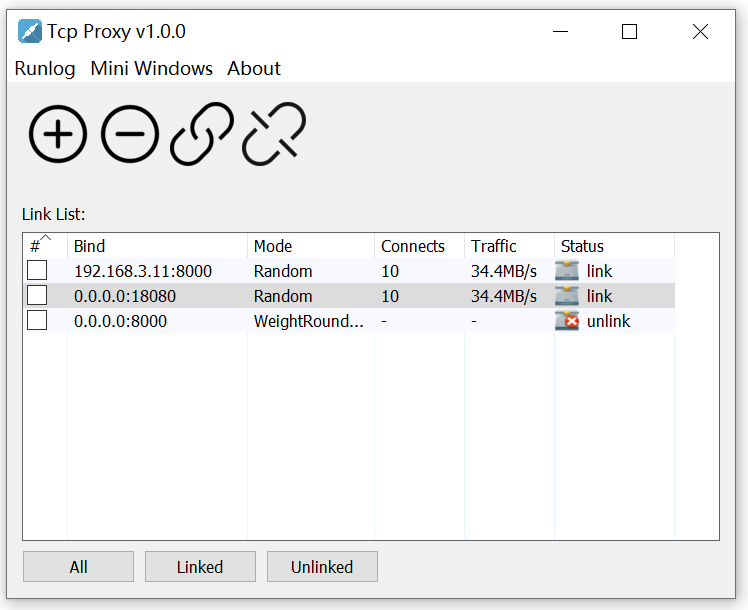 Tcp Proxy v1.0.0
Runlog Mini Windows About
Link List:
# Bind Mode Connects Traffic Status
192.168.3.11:8000 Random 10 34.4MB/s link
0.0.0.0:18080 Random 10 34.4MB/s link
0.0.0.0:8000 WeightRound... - - unlink
All Linked Unlinked